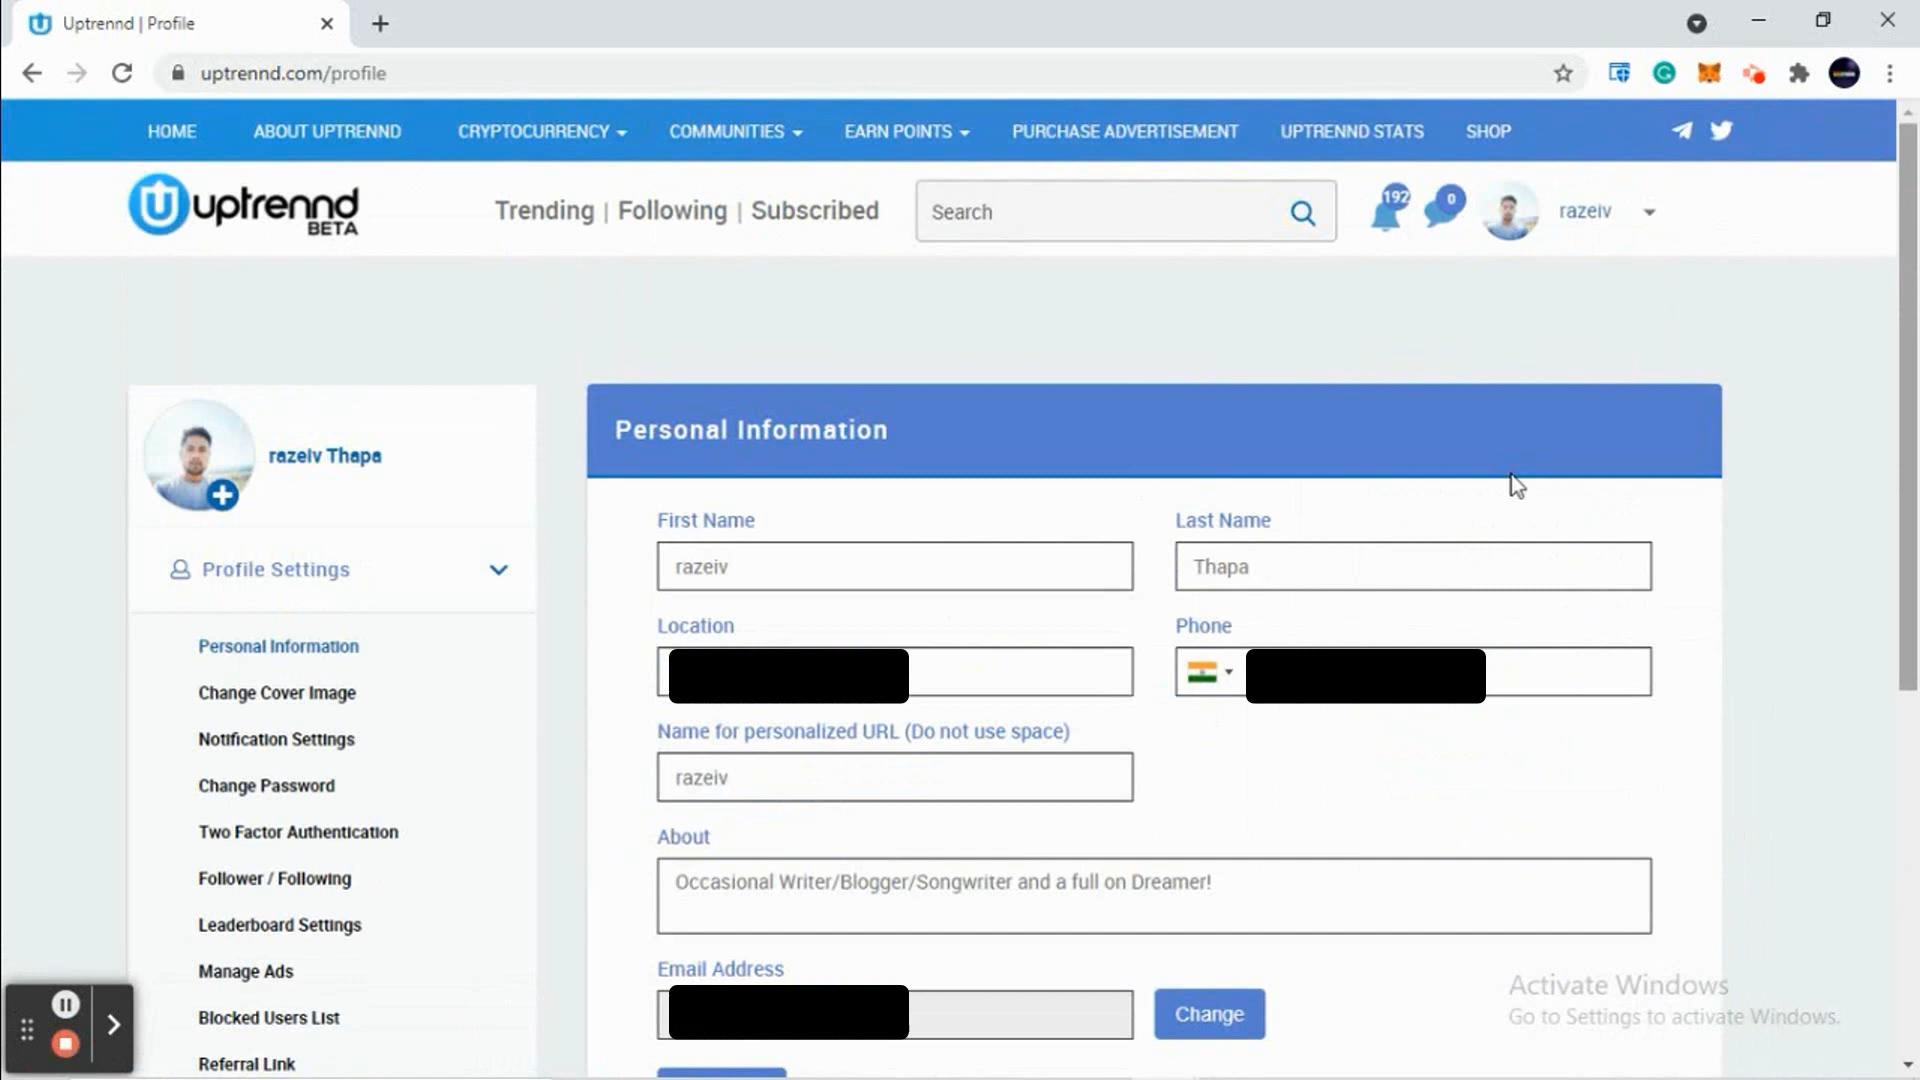 Uptrennd | Profile
uptrennd.com/profile
HOME ABOUT UPTRENND CRYPTOCURRENCY COMMUNITIES EARN POINTS PURCHASE ADVERTISEMENT UPTRENND STATS SHOP
uptrennd
BETA
Trending | Following | Subscribed
Search
192
0
razeiv
razeiv Thapa
Profile Settings
Personal Information
Change Cover Image
Notification Settings
Change Password
Two Factor Authentication
Follower / Following
Leaderboard Settings
Manage Ads
Blocked Users List
Referral Link
Personal Information
First Name
razeiv
Last Name
Thapa
Location
Phone
Name for personalized URL (Do not use space)
razeiv
About
Occasional Writer/Blogger/Songwriter and a full on Dreamer!
Email Address
Change
Activate Windows
Go to Settings to activate Windows.